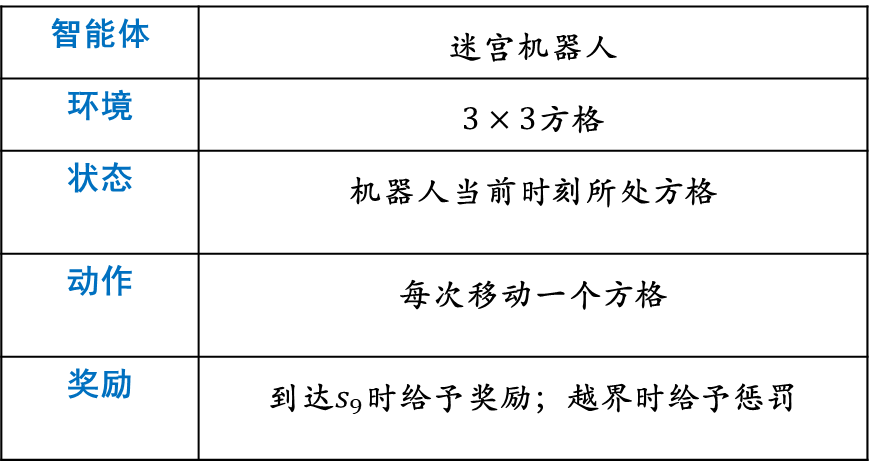 智能体
迷宫机器人
环境
3 × 3方格
状态
机器人当前时刻所处方格
动作
每次移动一个方格
奖励
到达s₉时给予奖励；越界时给予惩罚